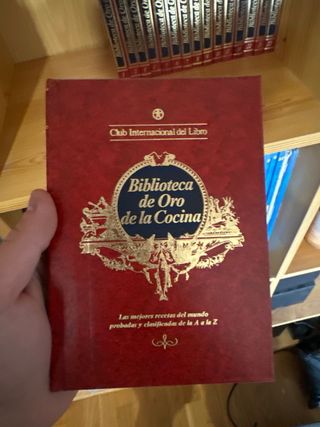 Club Internacional del Libro
Biblioteca
de Oro
de la Cocina
Las mejores recetas del mundo
probadas y clasificadas de la A a la Z